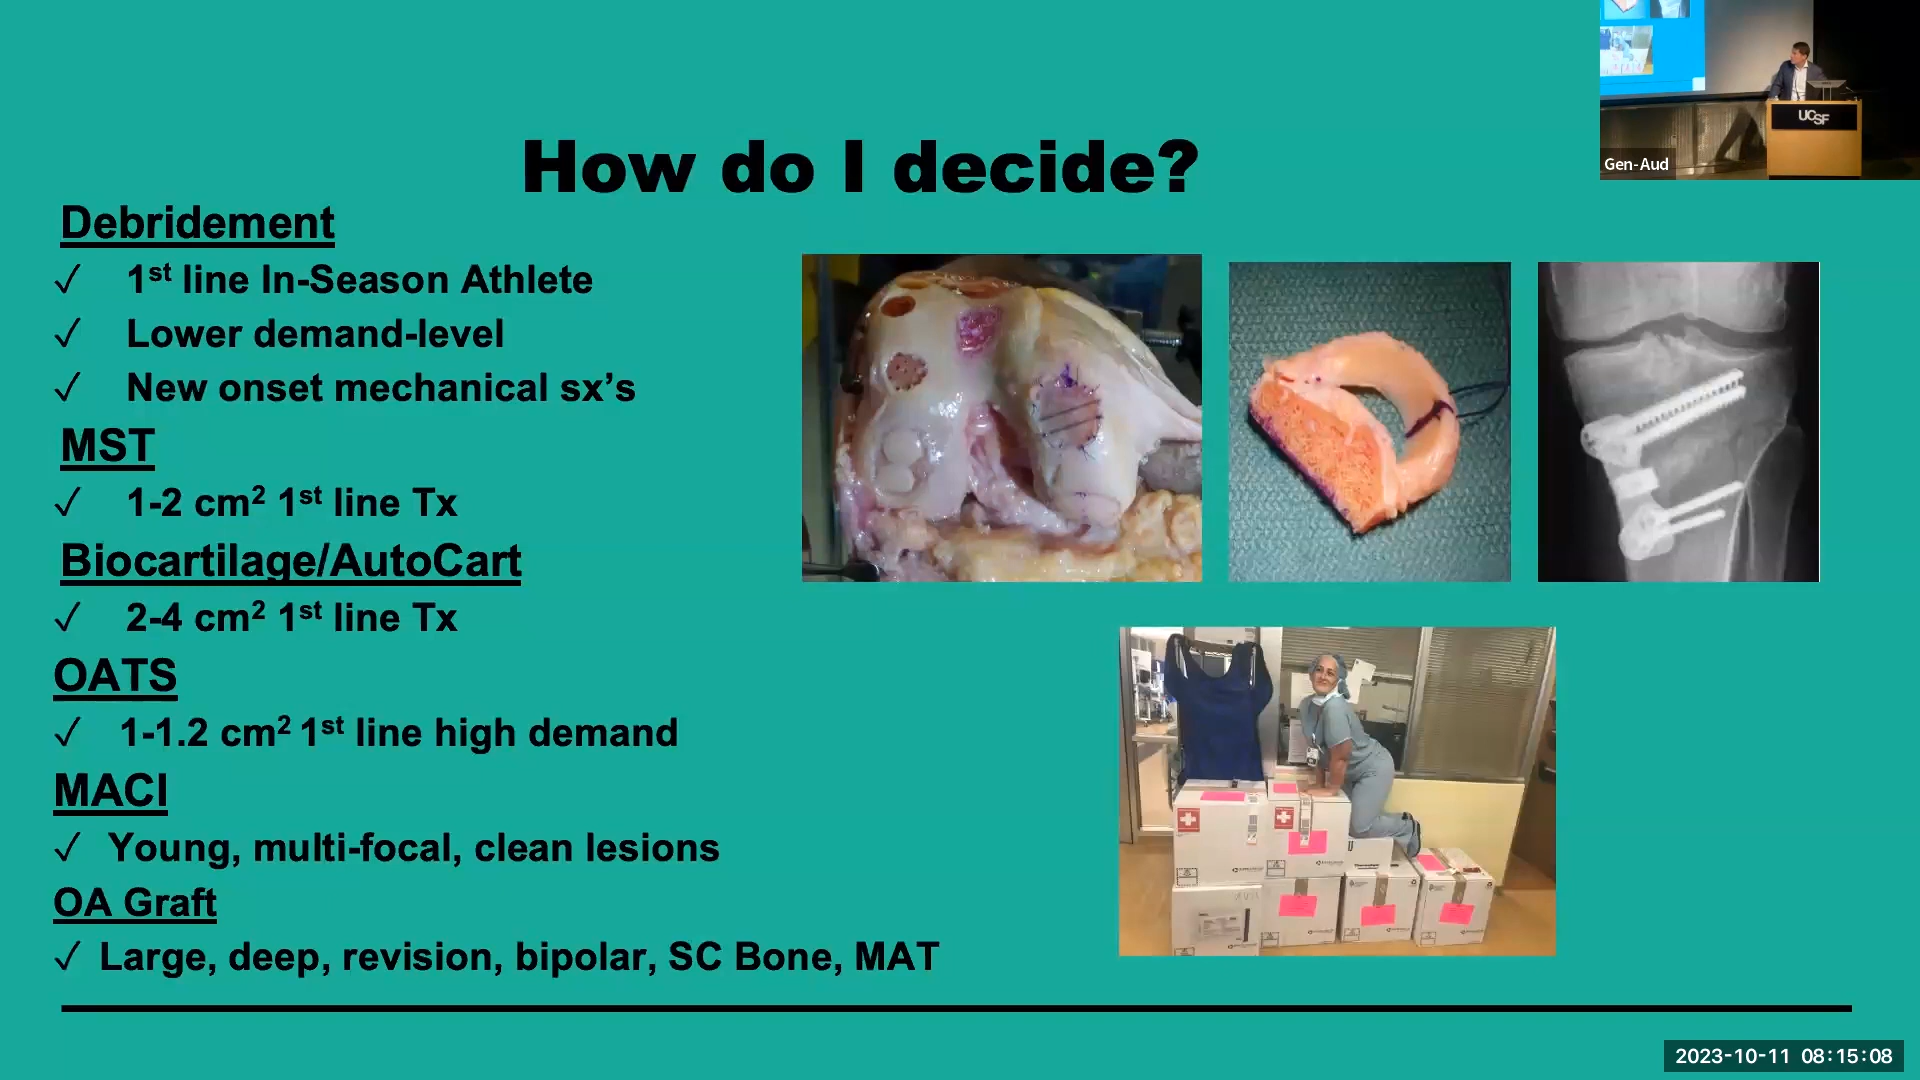 How do I decide?
Debridement
✓ 1st line In-Season Athlete
✓ Lower demand-level
✓ New onset mechanical sx’s
MST
✓ 1-2 cm2 1st line Tx
Biocartilage/AutoCart
✓ 2-4 cm2 1st line Tx
OATS
✓ 1-1.2 cm2 1st line high demand
MACI
✓ Young, multi-focal, clean lesions
OA Graft
✓ Large, deep, revision, bipolar, SC Bone, MAT
UCSF
Gen-Aud
2023-10-11 08:15:08